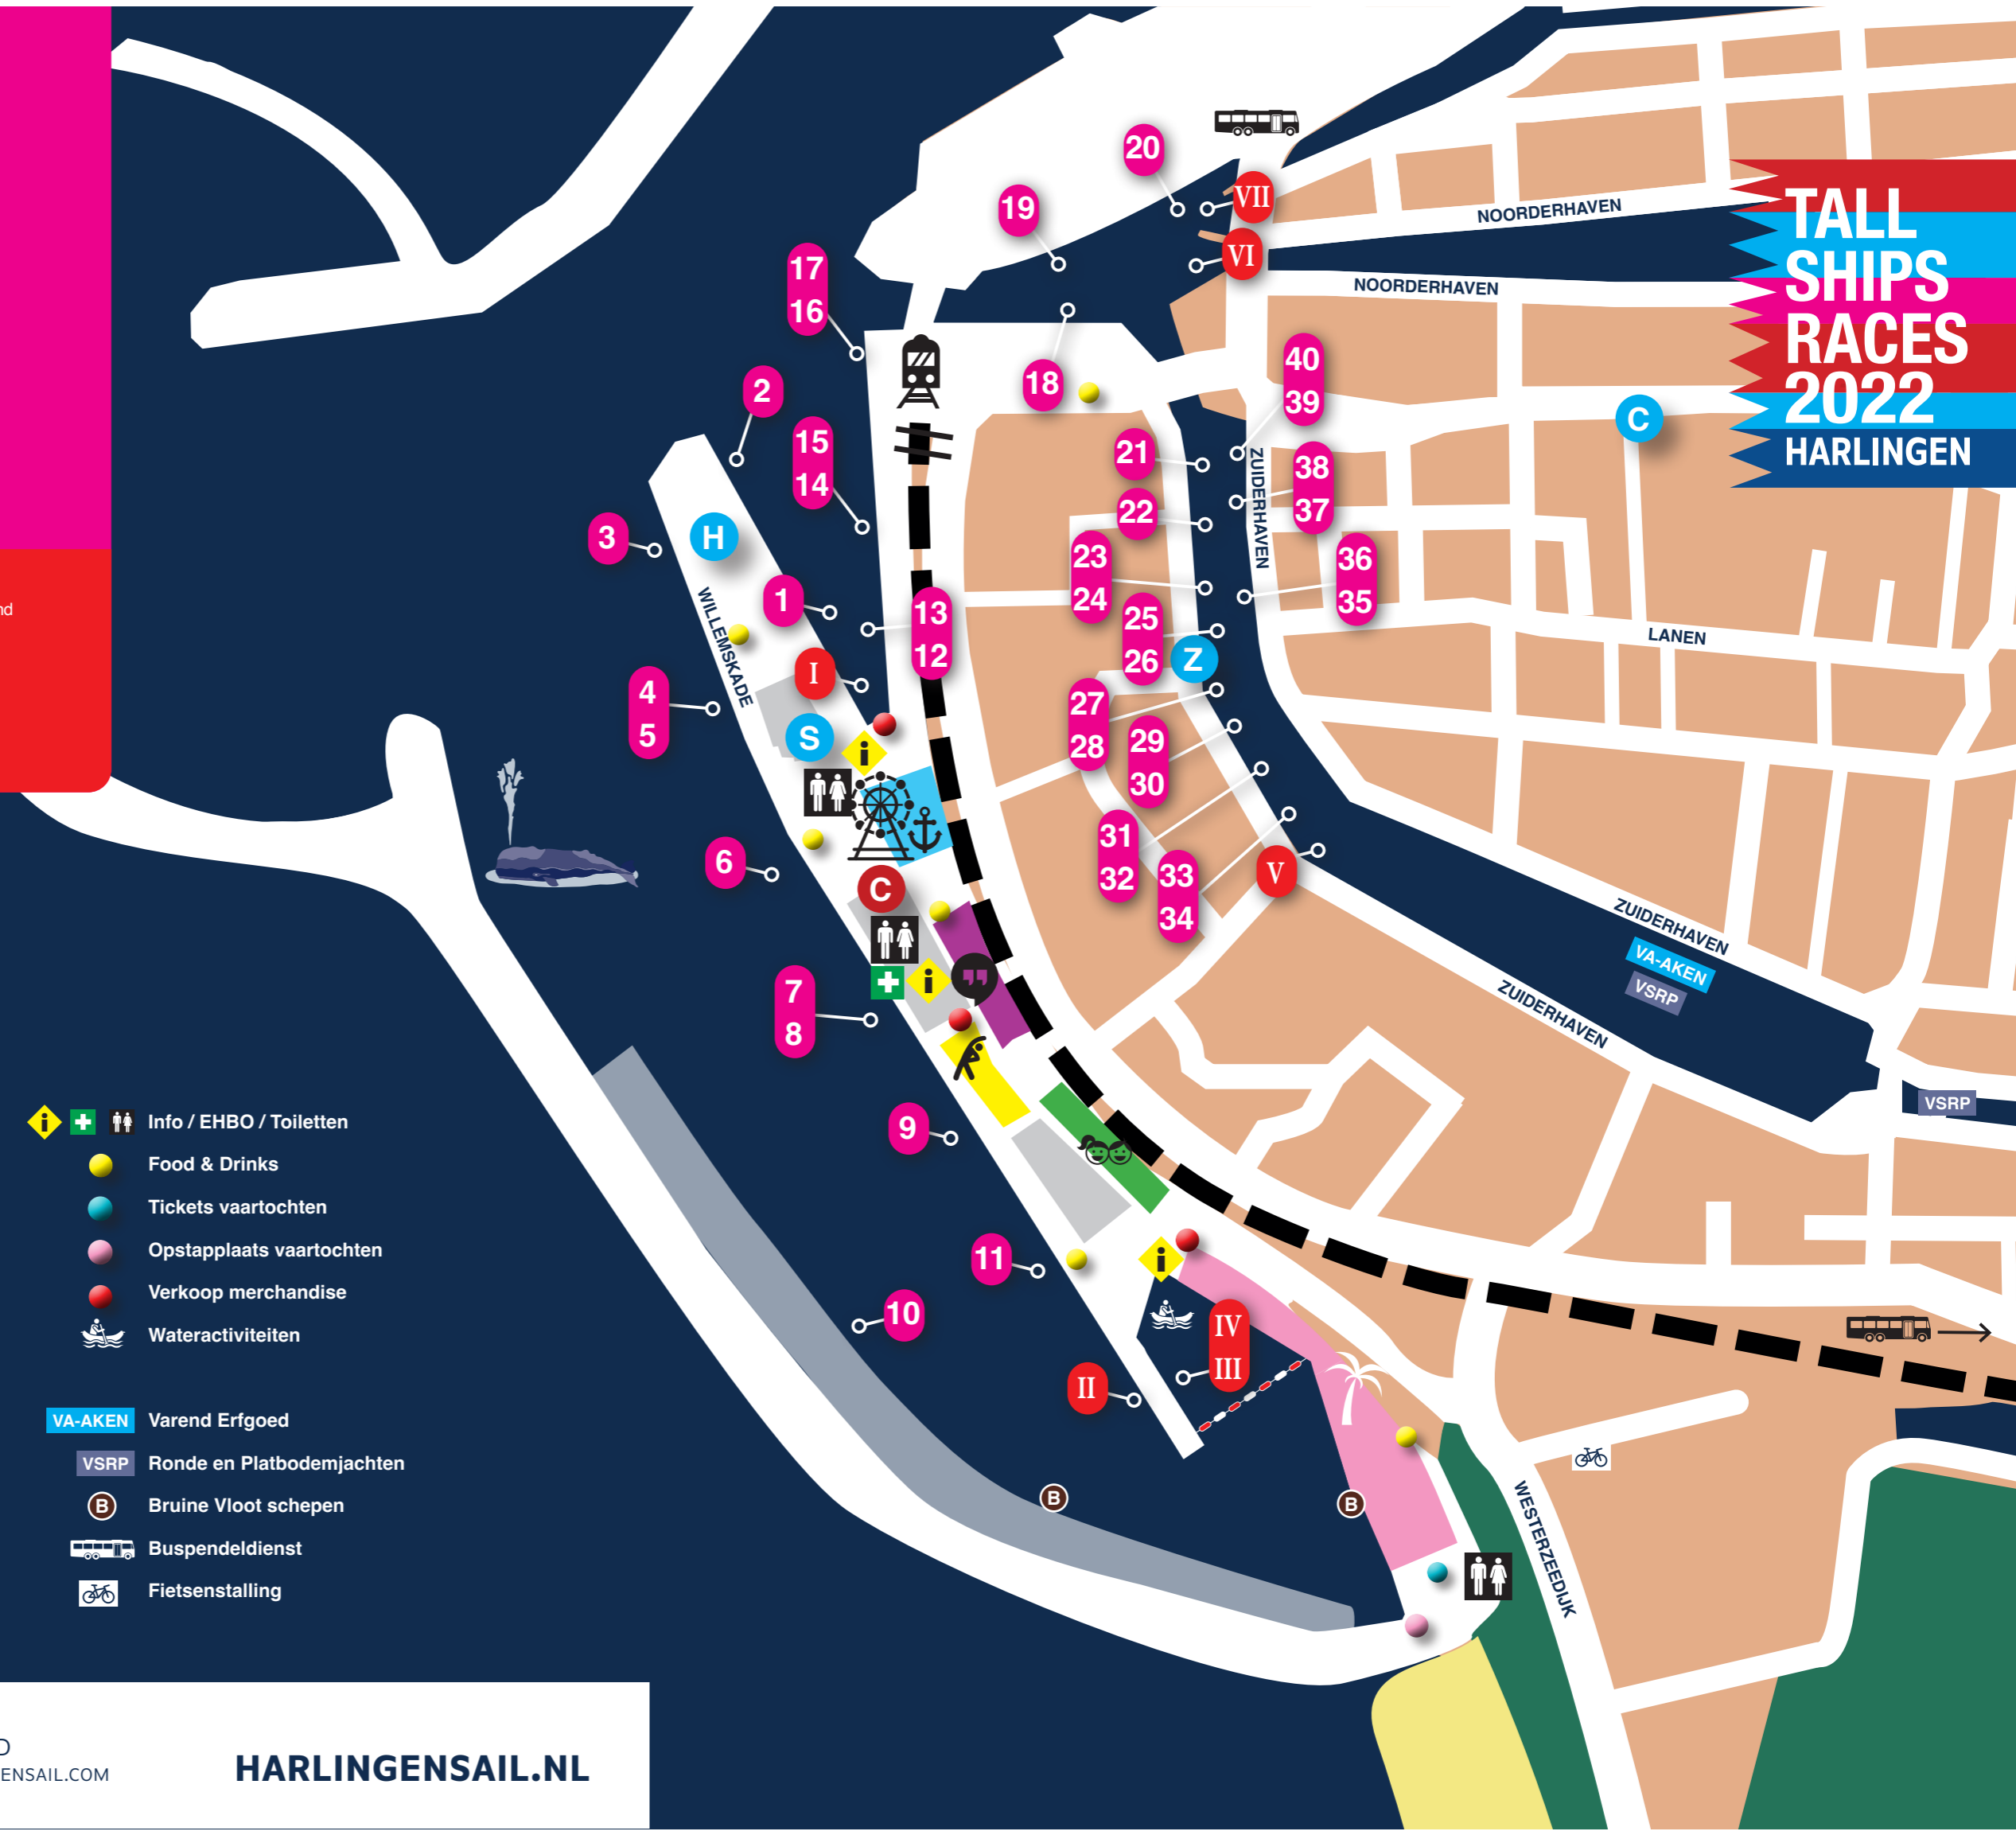 20
VII
19
NOORDERHAVEN
TALL
SHIPS
RACES
2022
HARLINGEN
VI
17
16
NOORDERHAVEN
2
18
40
39
C
15
14
21
38
37
ZUIDERHAVEN
22
3
H
23
24
36
35
nd
WILLEMSKADE
1
13
12
25
26
LANEN
Z
I
4
5
27
28
S
i
29
30
31
32
6
33
34
V
C
ZUIDERHAVEN
VA-AKEN
VSRP
i
ZUIDERHAVEN
7
8
VSRP
9
i Info / EHBO / Toiletten
Food & Drinks
Tickets vaartochten
Opstapplaats vaartochten
Verkoop merchandise
Wateractiviteiten
11
i
10
IV
III
II
VA-AKEN Varend Erfgoed
VSRP Ronde en Platbodemjachten
B Bruine Vloot schepen
Buspendeldienst
Fietsenstalling
B
B
WESTERZEEDIJK
ENSAIL.COM
HARLINGENSAIL.NL